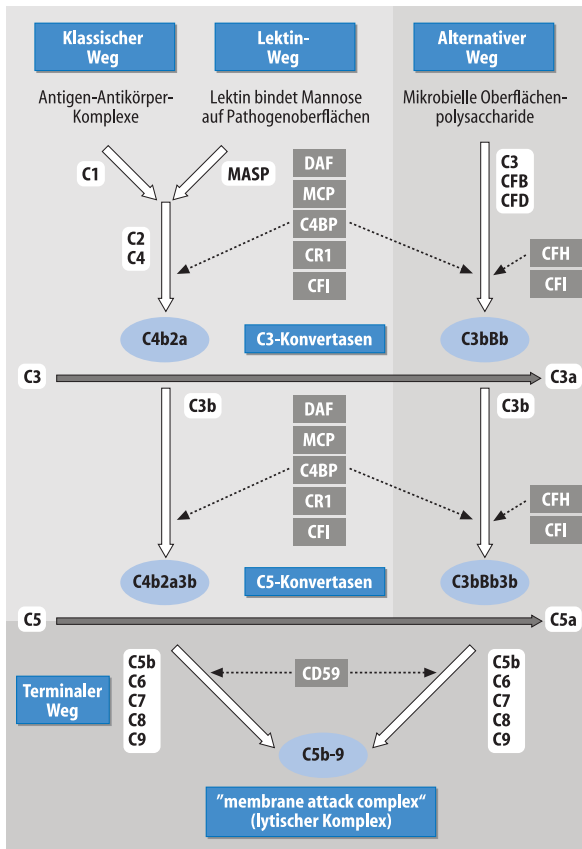 Klassischer
Weg
Lektin-
Weg
Alternativer
Weg
Antigen-Antikörper-
Komplexe
Lektin bindet Mannose
auf Pathogenoberflächen
Mikrobielle Oberflächen-
polysaccharide
C1
MASP
DAF
MCP
C4BP
CR1
CFI
C3
CFB
CFD
C2
C4
CFH
CFI
C4b2a
C3-Konvertasen
C3bBb
C3
C3a
C3b
DAF
MCP
C4BP
CR1
CFI
C3b
CFH
CFI
C4b2a3b
C5-Konvertasen
C3bBb3b
C5
C5a
Terminaler
Weg
C5b
C6
C7
C8
C9
CD59
C5b
C6
C7
C8
C9
C5b-9
”membrane attack complex“
(lytischer Komplex)